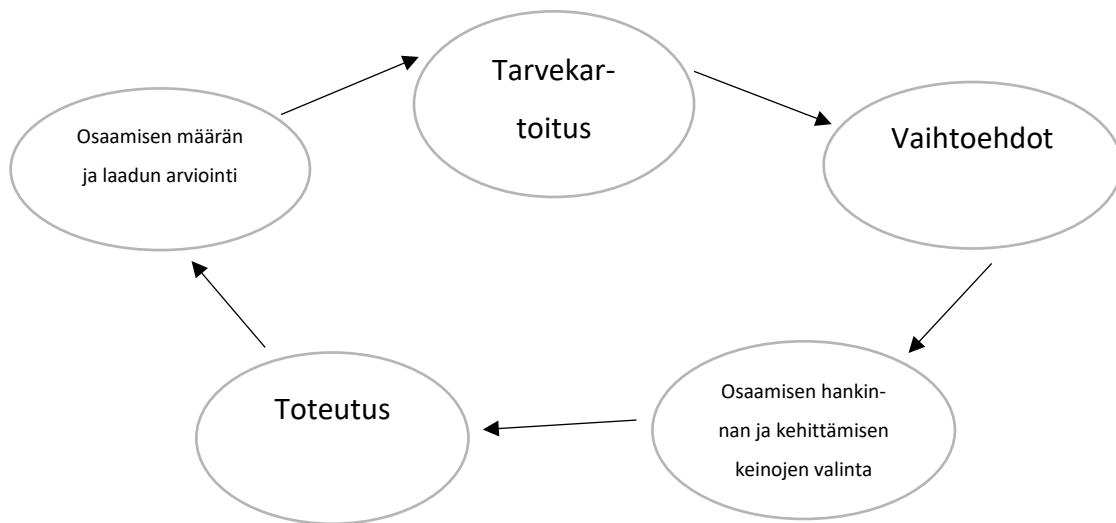 Tarvekar-
toitus
Vaihtoehdot
Osaamisen hankin-
nan ja kehittämisen
keinojen valinta
Toteutus
Osaamisen määrän
ja laadun arviointi